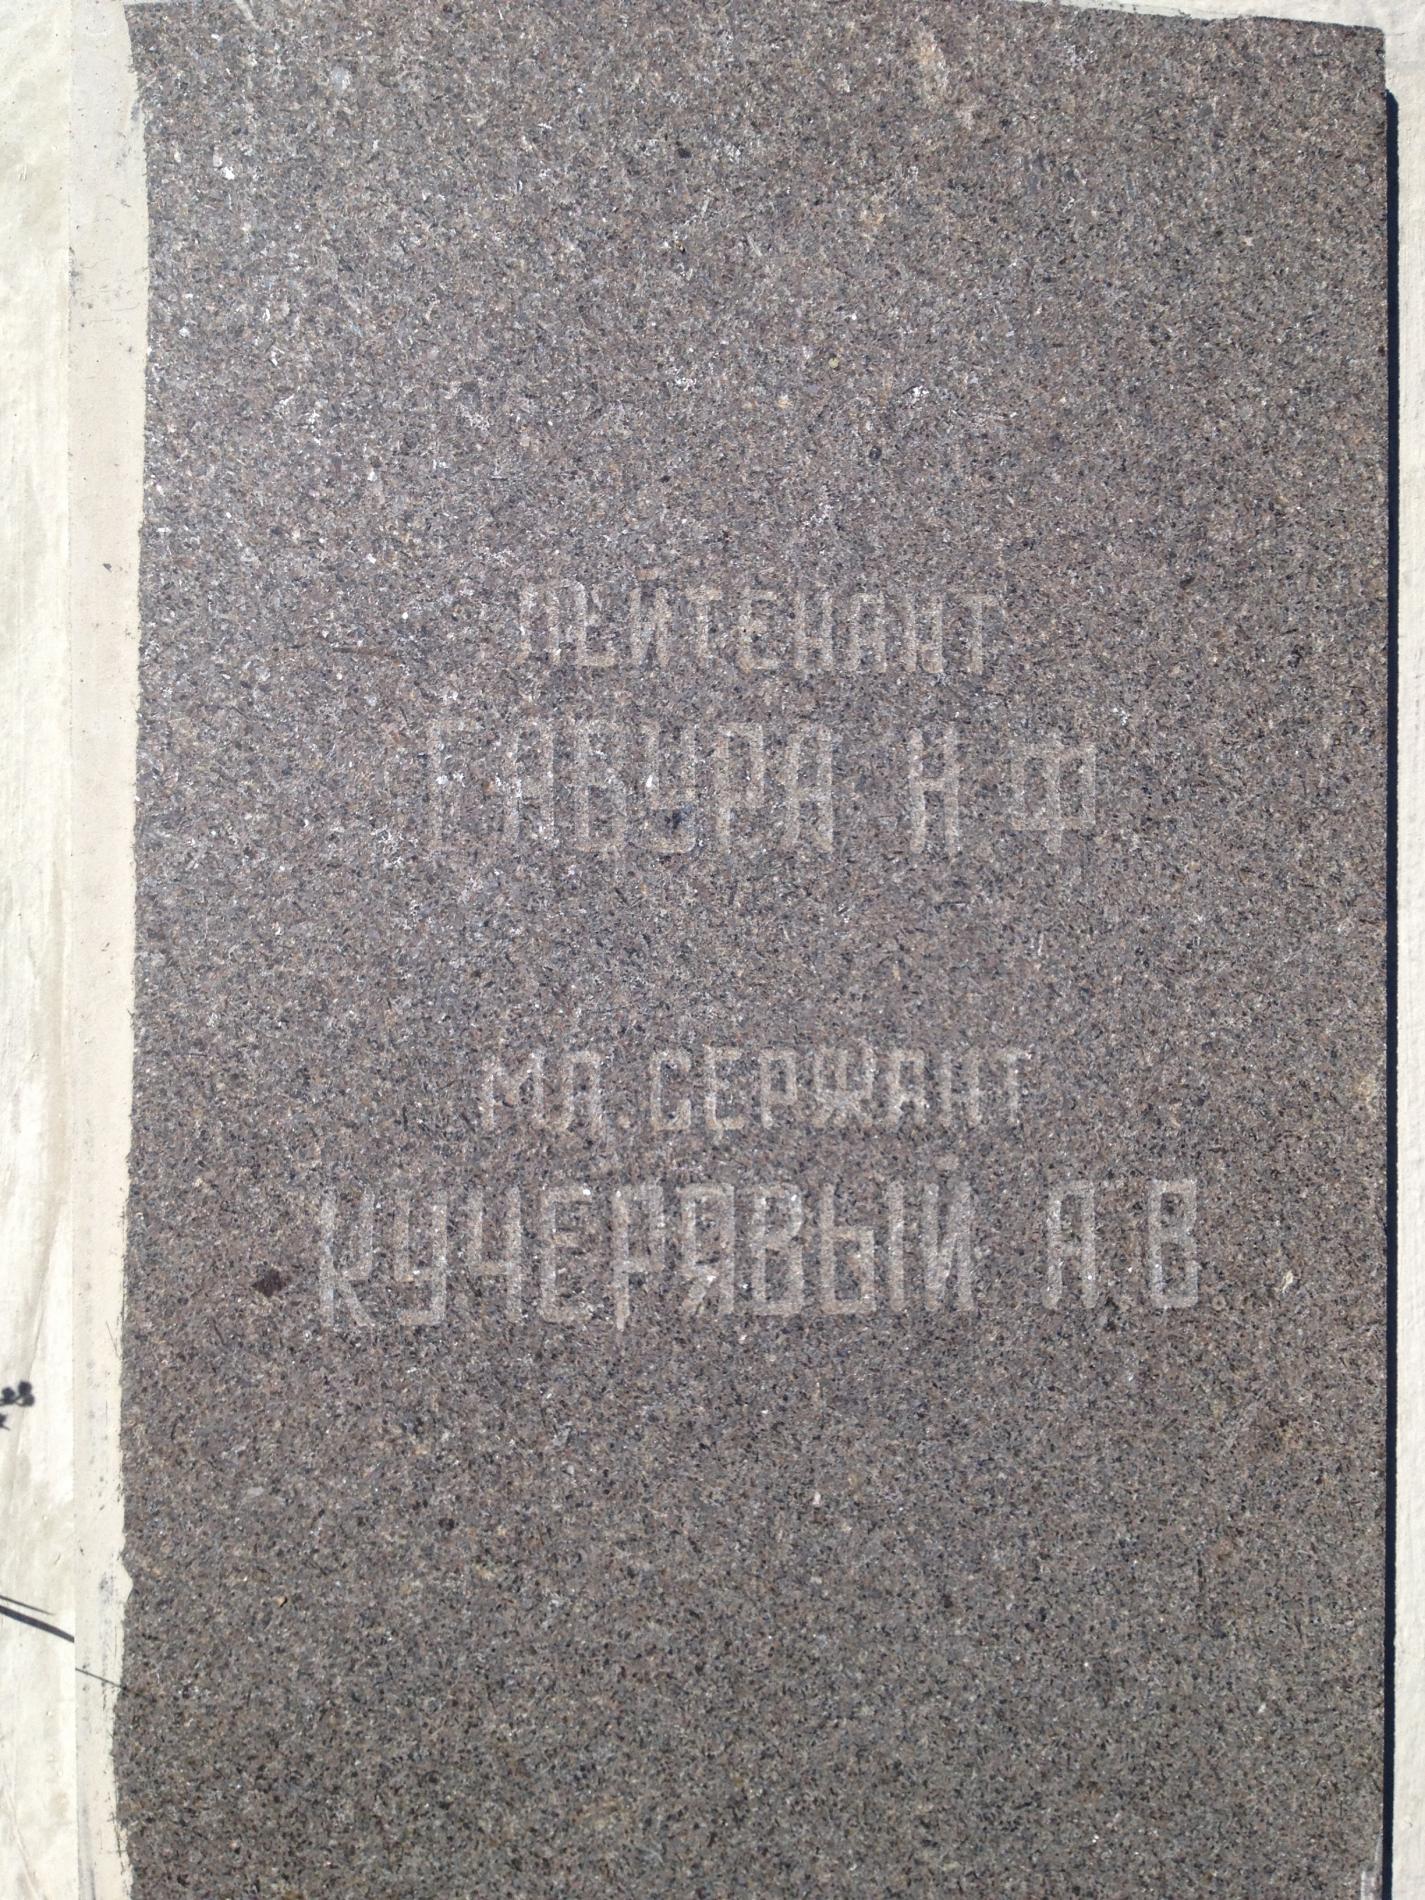 ЛЕЙТЕНАНТ
ГАБУРА Н Ф
МЛ. СЕРЖАНТ
КУЧЕРЯВЫЙ А В